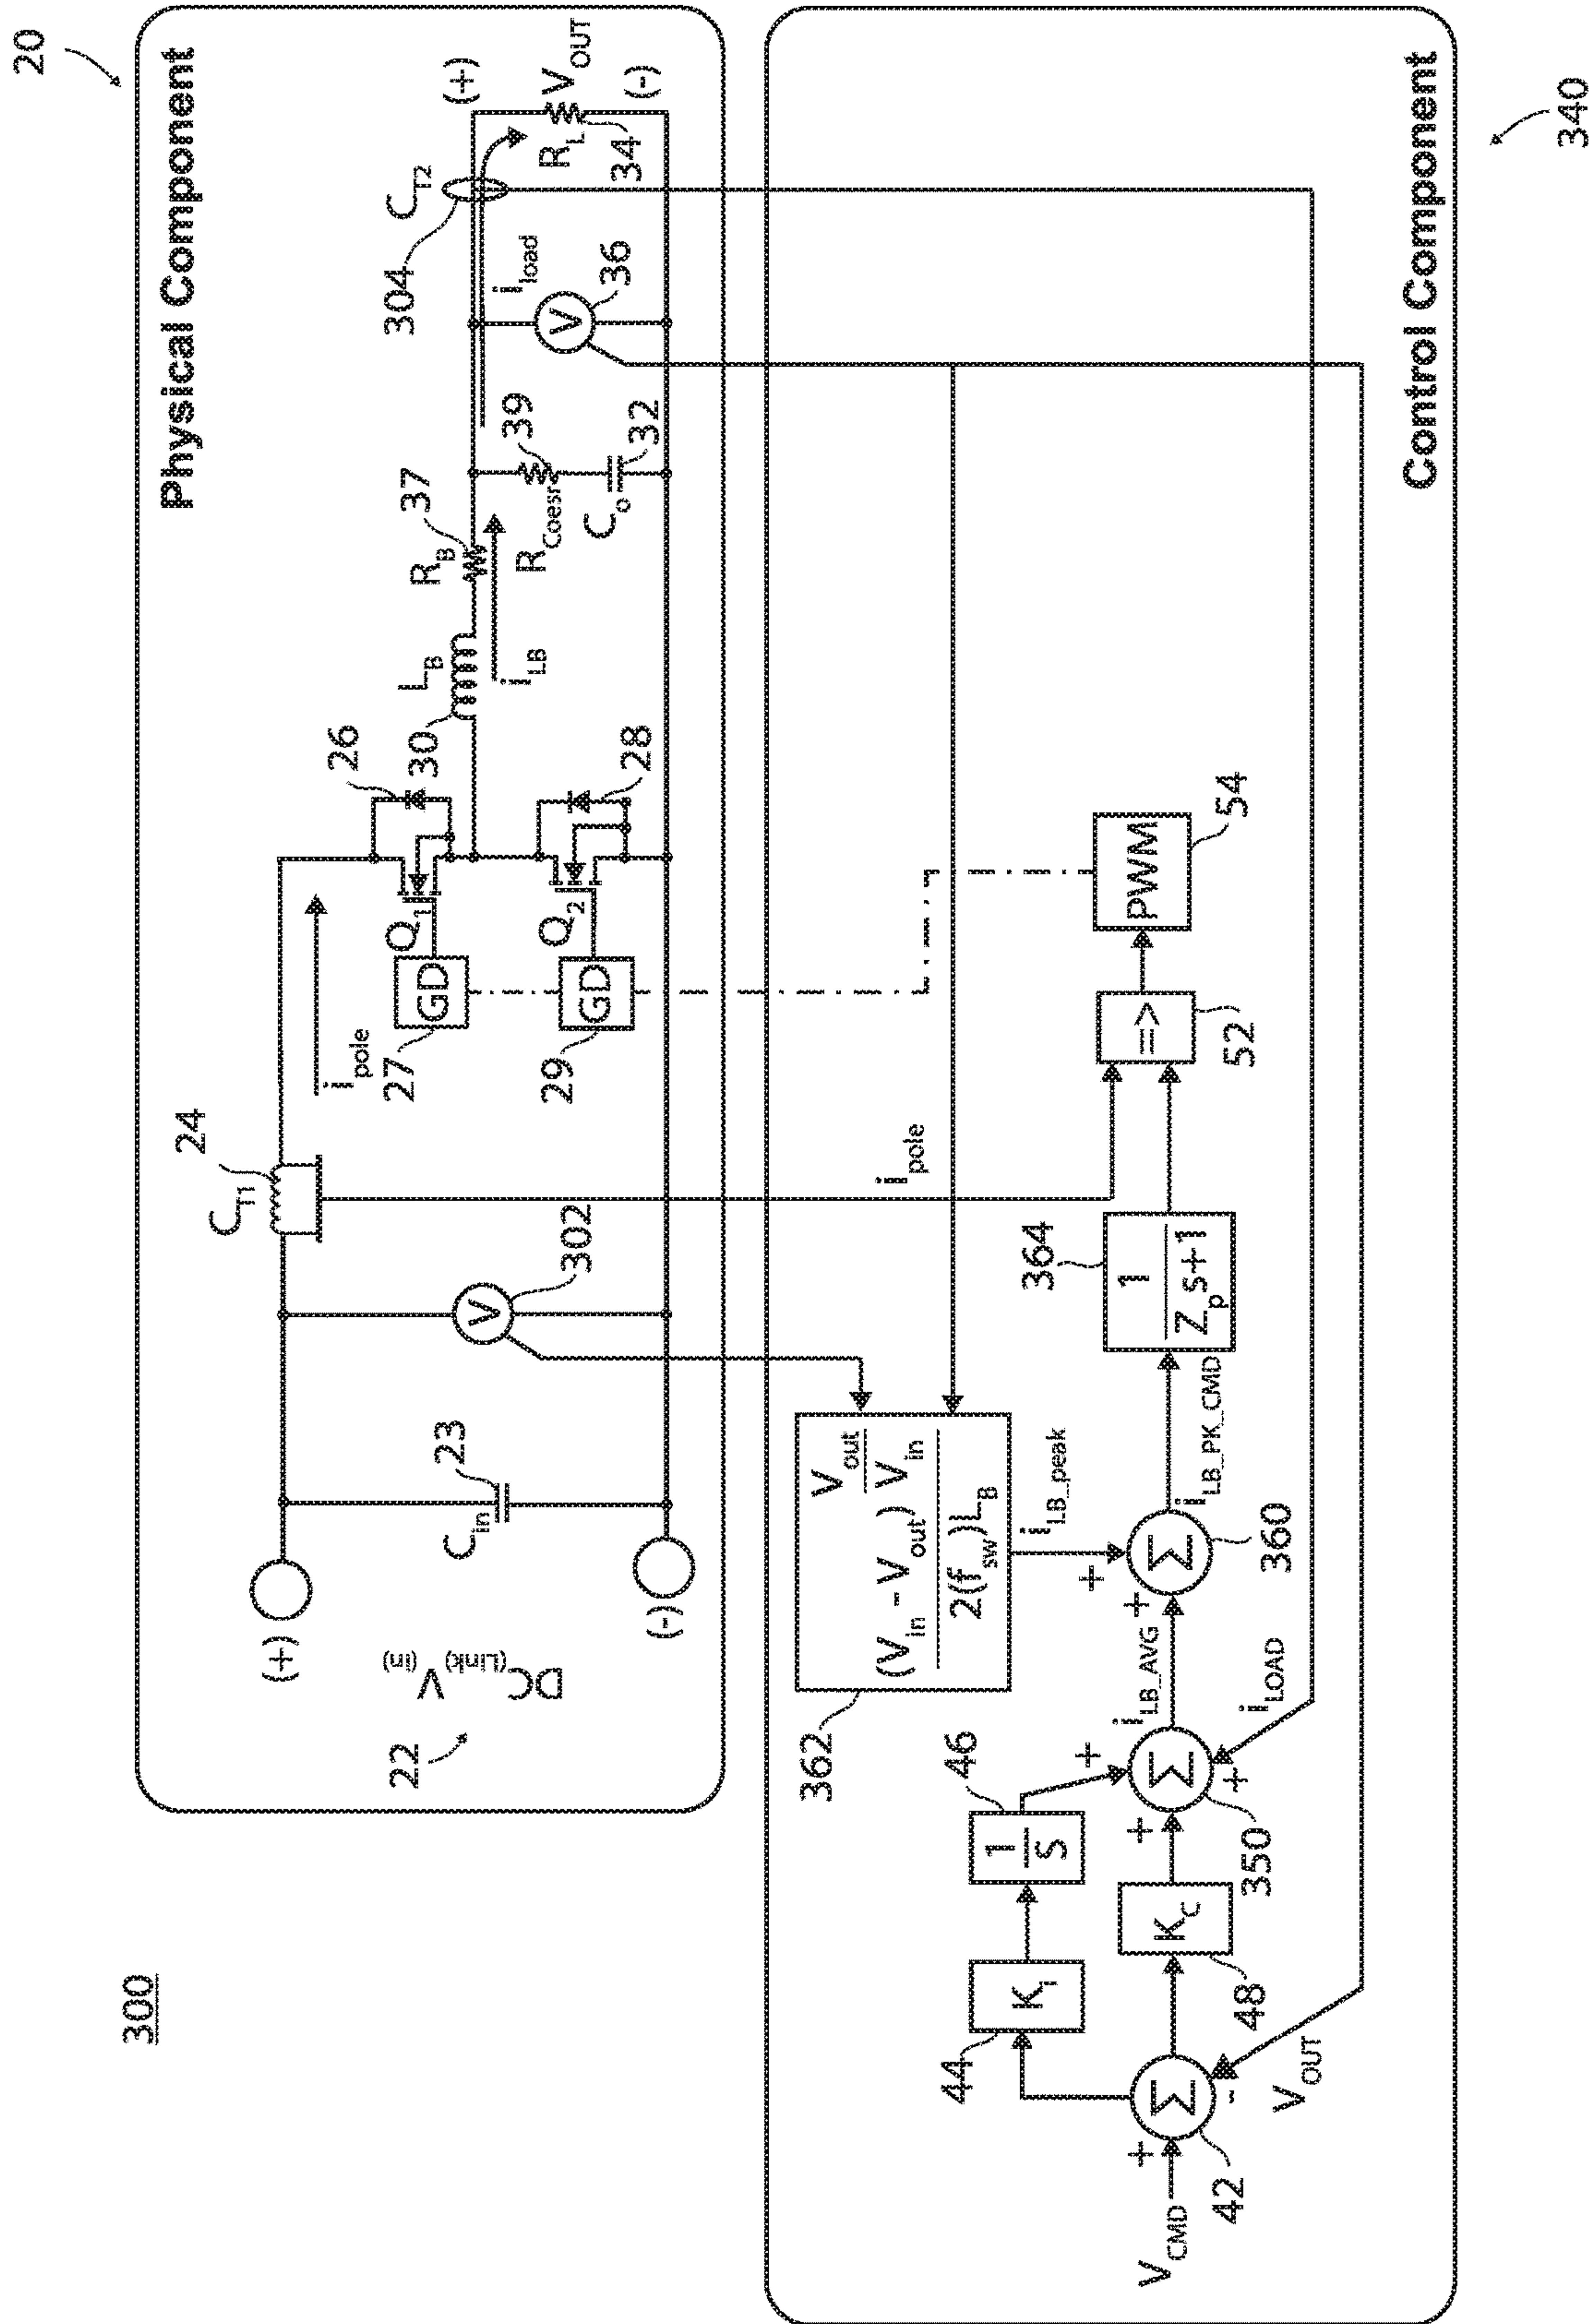 300
20
Physical Component
22
DC(Link)V(in)
(+)
(-)
Cin
23
302
V
CT1
24
ipole
Q1
GD
27
26
Q2
GD
29
28
LB
30
iLB
RB
37
RCoesr
39
Co
32
iload
V
36
CT2
304
RL
34
(+)
VOUT
(-)
340
Control Component
VCMD
+
Σ
-
42
VOUT
Ki
44
1
S
46
KC
48
+
+
+
Σ
350
iLOAD
iLB_AVG
362
(Vin - Vout) Vout
Vin
2(fsw)LB
iLB_peak
+
+
Σ
360
iLB_PK_CMD
364
1
Zps+1
ipole
=>
52
PWM
54